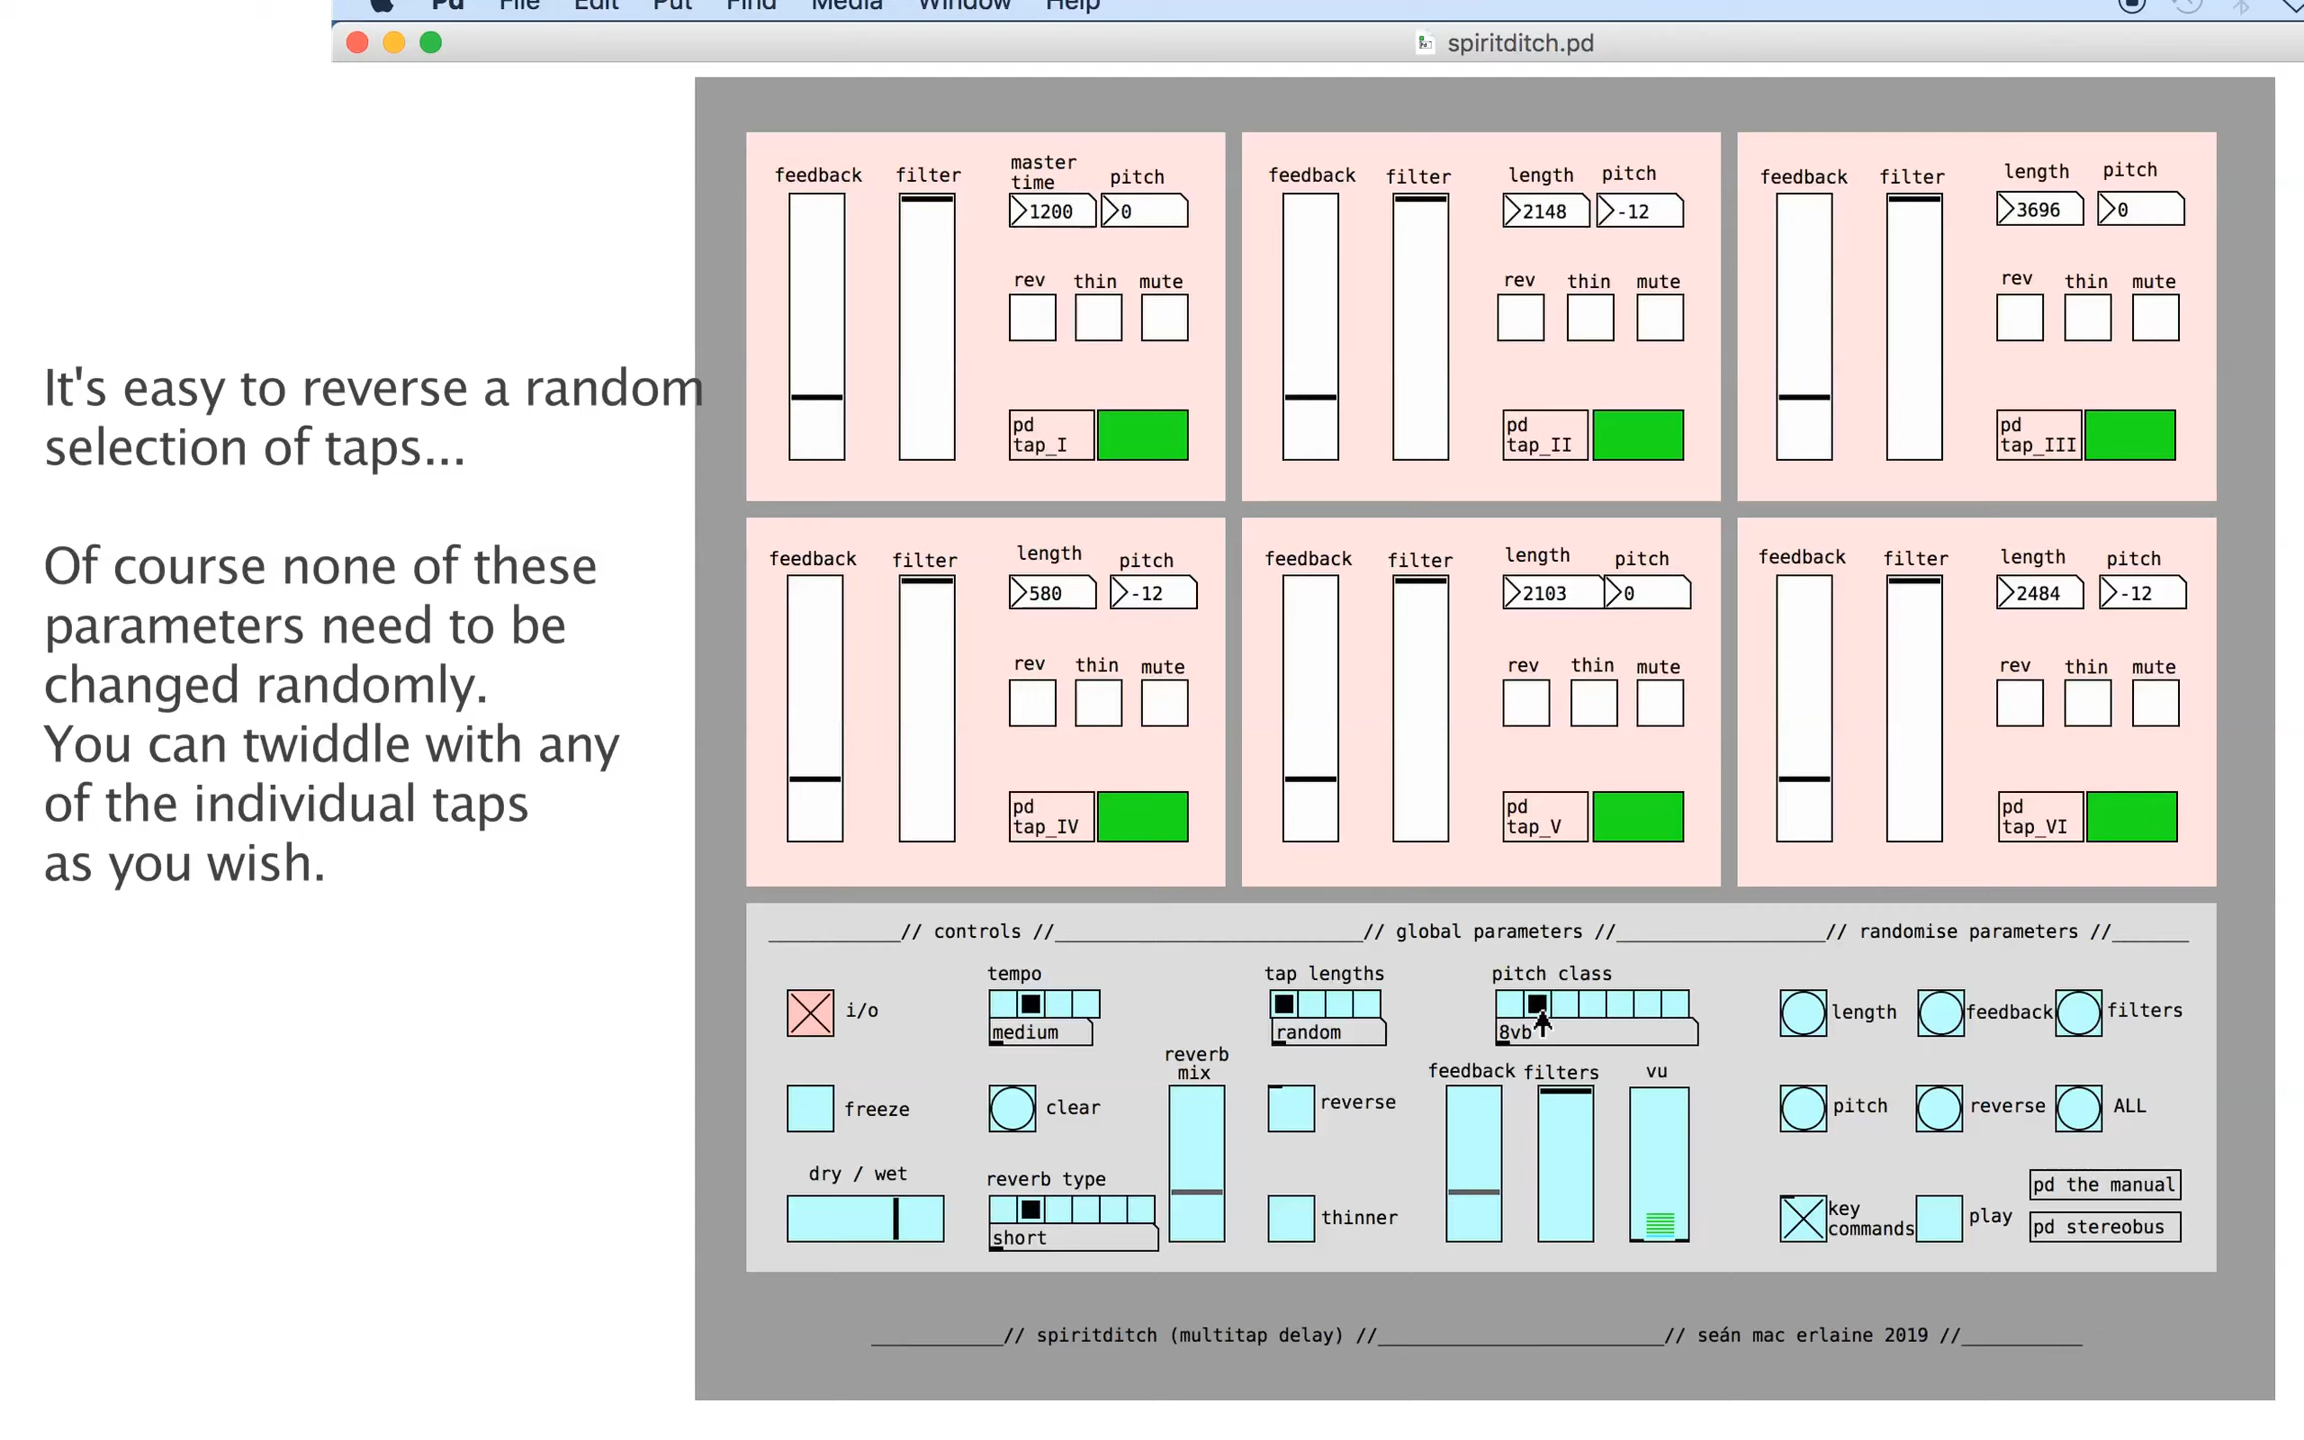 Pd File Edit Put Find Media Window Help
spiritditch.pd
It's easy to reverse a random
selection of taps...
Of course none of these
parameters need to be
changed randomly.
You can twiddle with any
of the individual taps
as you wish.
feedback filter master time pitch
1200 0
rev thin mute
pd tap_I
feedback filter length pitch
2148 -12
rev thin mute
pd tap_II
feedback filter length pitch
3696 0
rev thin mute
pd tap_III
feedback filter length pitch
580 -12
rev thin mute
pd tap_IV
feedback filter length pitch
2103 0
rev thin mute
pd tap_V
feedback filter length pitch
2484 -12
rev thin mute
pd tap_VI
____________// controls //____________________________// global parameters //___________________// randomise parameters //_______
i/o
tempo
medium
freeze
clear
reverb
mix
dry / wet
reverb type
short
tap lengths
random
pitch class
8vb
reverse
thinner
feedback filters vu
length feedback filters
pitch reverse ALL
key
commands
play
pd the manual
pd stereobus
____________// spiritditch (multitap delay) //__________________________// seán mac erlaine 2019 //___________